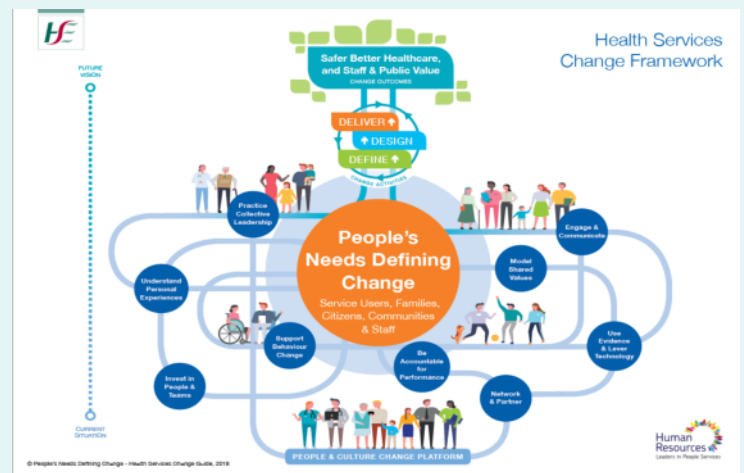 HE
Health Services
Change Framework
FUTURE
VISION
Safer Better Healthcare,
and Staff & Public Value
CHANGE OUTCOMES
DELIVER
DESIGN
DEFINE
CHANGE ACTIVITIES
Practice
Collective
Leadership
Engage &
Communicate
People's
Needs Defining
Change
Service Users, Families,
Citizens, Communities
& Staff
Model
Shared
Values
Understand
Personal
Experiences
Support
Behaviour
Change
Use
Evidence
& Lever
Technology
Be
Accountable
for
Performance
Invest in
People &
Teams
Network
& Partner
CURRENT
SITUATION
PEOPLE & CULTURE CHANGE PLATFORM
Human
Resources
Leaders in People Services
© People's Needs Defining Change - Health Services Change Guide, 2018